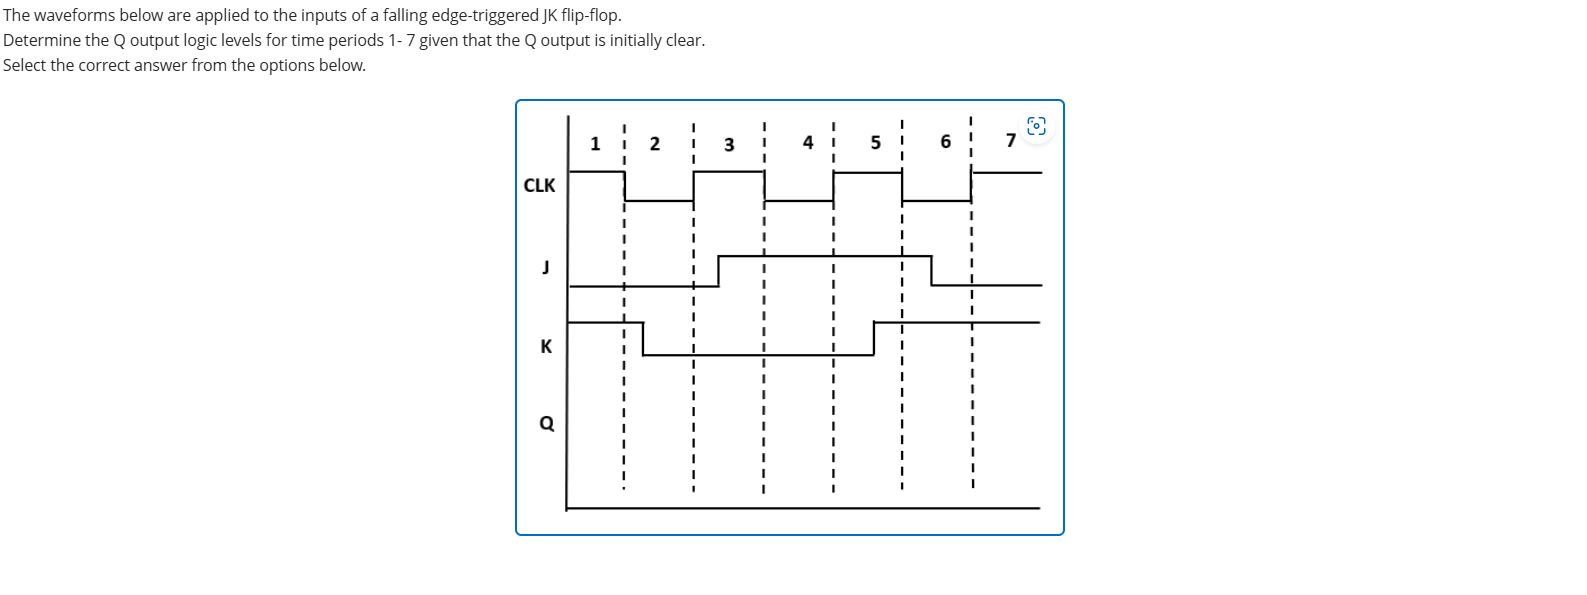 The waveforms below are applied to the inputs of a falling edge-triggered JK flip-flop.
Determine the Q output logic levels for time periods 1- 7 given that the Q output is initially clear.
Select the correct answer from the options below.
1 2 3 4 5 6 7
CLK
J
K
Q